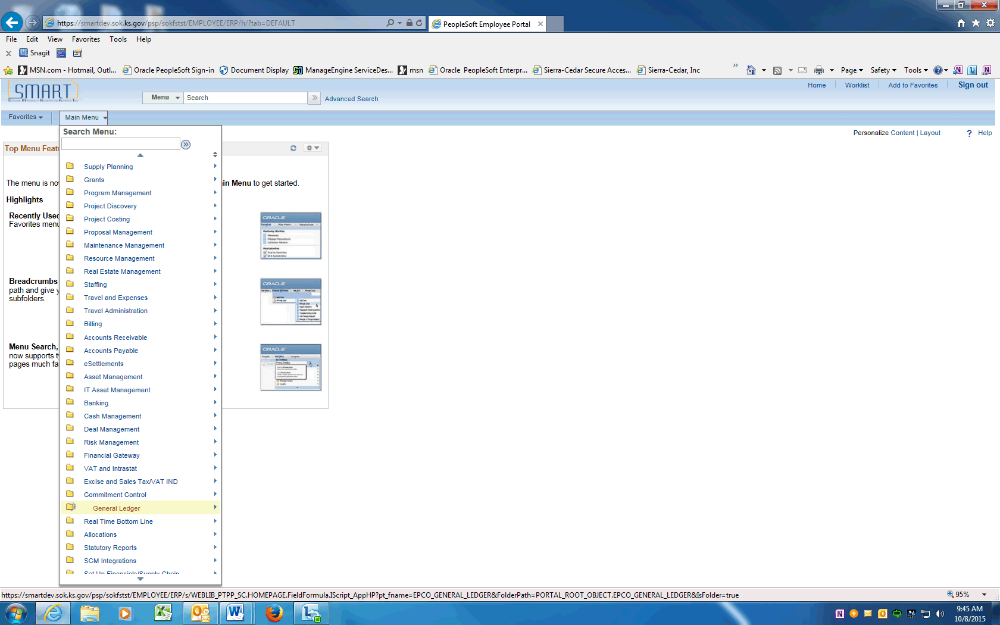 https://smartdev.sok.ks.gov/psp/sokfstst/EMPLOYEE/ERP/h/?tab=DEFAULT
PeopleSoft Employee Portal
File Edit View Favorites Tools Help
Snagit
MSN.com - Hotmail, Outl... Oracle PeopleSoft Sign-in Document Display ManageEngine ServiceDes... msn Oracle PeopleSoft Enterpr... Sierra-Cedar Secure Acces... Sierra-Cedar, Inc Page Safety Tools
SMART
Menu Search Advanced Search
Home Worklist Add to Favorites Sign out
Favorites Main Menu
Personalize Content | Layout ? Help
Search Menu:
Top Menu Feat
The menu is no
in Menu to get started.
Highlights
Recently Used
Favorites menu
Breadcrumbs
path and give y
subfolders.
Menu Search,
now supports t
pages much fa
Supply Planning
Grants
Program Management
Project Discovery
Project Costing
Proposal Management
Maintenance Management
Resource Management
Real Estate Management
Staffing
Travel and Expenses
Travel Administration
Billing
Accounts Receivable
Accounts Payable
eSettlements
Asset Management
IT Asset Management
Banking
Cash Management
Deal Management
Risk Management
Financial Gateway
VAT and Intrastat
Excise and Sales Tax/VAT IND
Commitment Control
General Ledger
Real Time Bottom Line
Allocations
Statutory Reports
SCM Integrations
Set Up Financials/Supply Chain
ORACLE
ORACLE
ORACLE
https://smartdev.sok.ks.gov/psp/sokfstst/EMPLOYEE/ERP/s/WEBLIB_PTPP_SC.HOMEPAGE.FieldFormula.IScript_AppHP?pt_fname=EPCO_GENERAL_LEDGER&FolderPath=PORTAL_ROOT_OBJECT.EPCO_GENERAL_LEDGER&IsFolder=true
95%
9:45 AM
10/8/2015